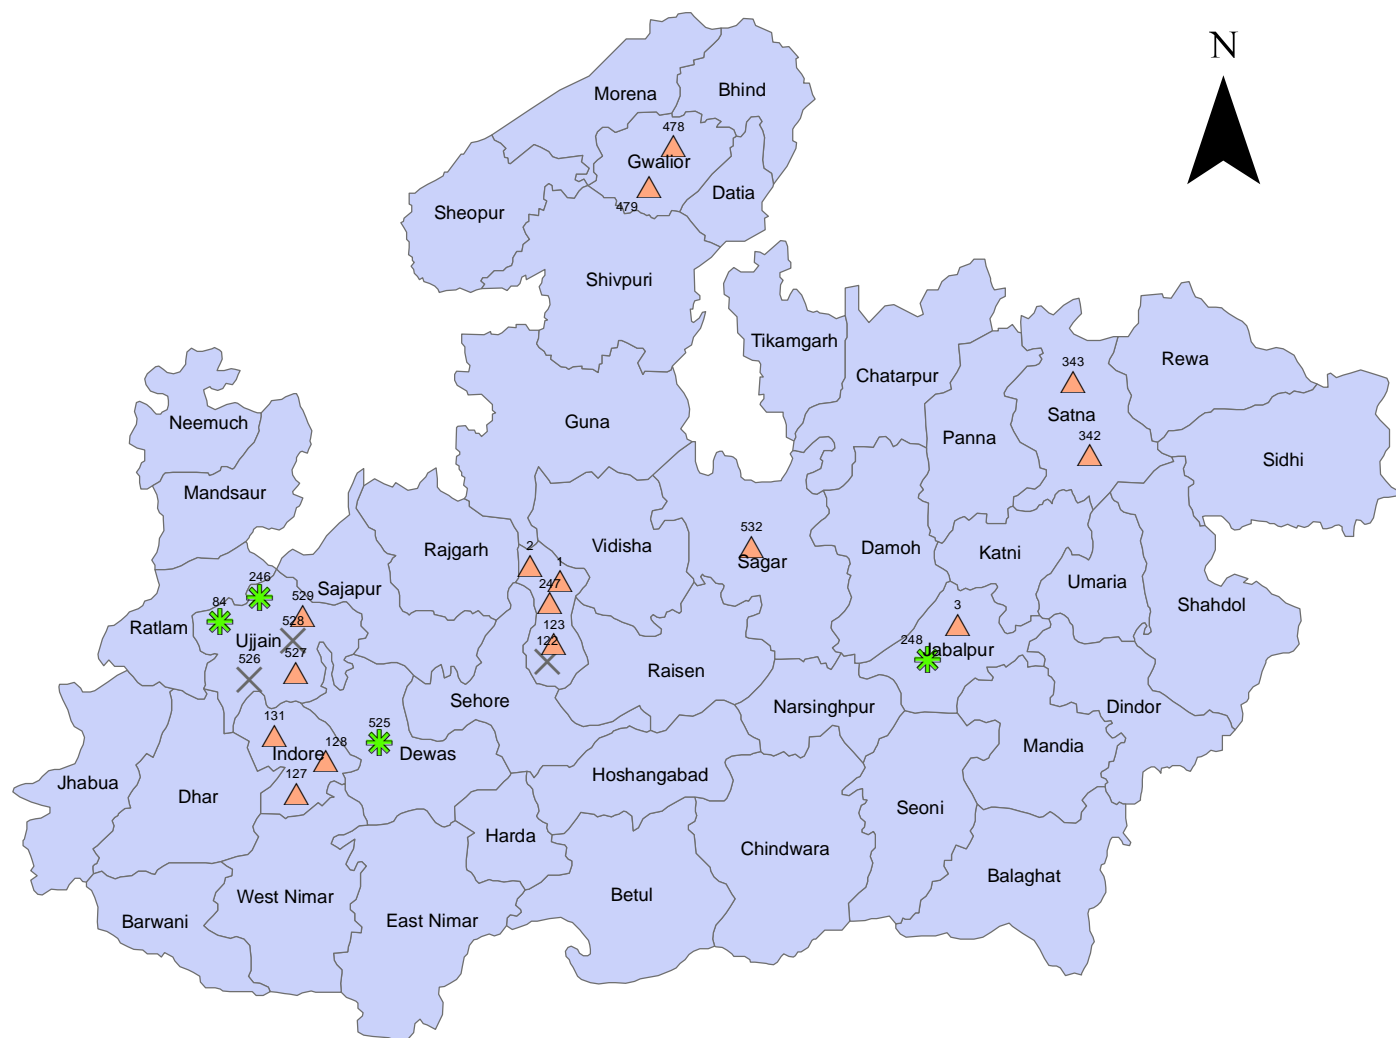 N
Morena
Bhind
478
Gwalior
479
Datia
Sheopur
Shivpuri
Tikamgarh
Chatarpur
343
Rewa
Satna
Neemuch
Guna
Panna
342
Sidhi
Mandsaur
532
Sagar
Rajgarh
2
Vidisha
Damoh
Katni
1
246
Sajapur
247
Umaria
84
529
3
Shahdol
Ratlam
528
Ujjain
123
122
248
Jabalpur
526
527
Raisen
Sehore
Narsinghpur
Dindor
131
525
128
Indore
Dewas
Mandia
Jhabua
127
Dhar
Hoshangabad
Seoni
Harda
Chindwara
Balaghat
West Nimar
Betul
Barwani
East Nimar